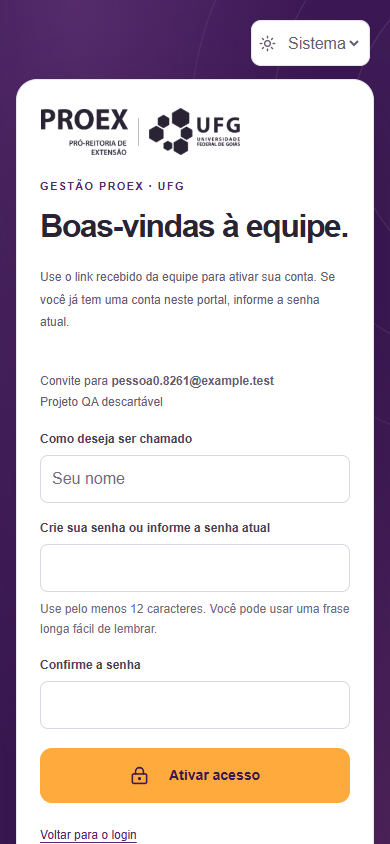 Sistema
PROEX
PRÓ-REITORIA DE
EXTENSÃO
UFG
UNIVERSIDADE
FEDERAL DE GOIÁS
GESTÃO PROEX · UFG
Boas-vindas à equipe.
Use o link recebido da equipe para ativar sua conta. Se
você já tem uma conta neste portal, informe a senha
atual.
Convite para pessoa0.8261@example.test
Projeto QA descartável
Como deseja ser chamado
Seu nome
Crie sua senha ou informe a senha atual
Use pelo menos 12 caracteres. Você pode usar uma frase
longa fácil de lembrar.
Confirme a senha
Ativar acesso
Voltar para o login